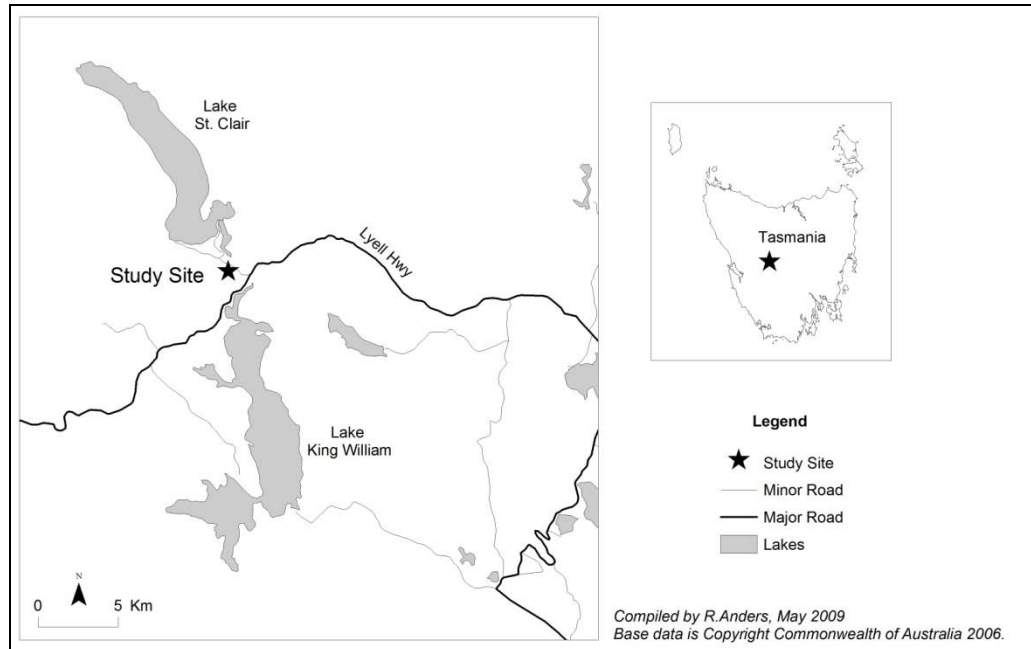 Lake
St. Clair
Lyell Hwy
Study Site
Lake
King William
N
0 5 Km
Tasmania
Legend
Study Site
Minor Road
Major Road
Lakes
Compiled by R.Anders, May 2009
Base data is Copyright Commonwealth of Australia 2006.